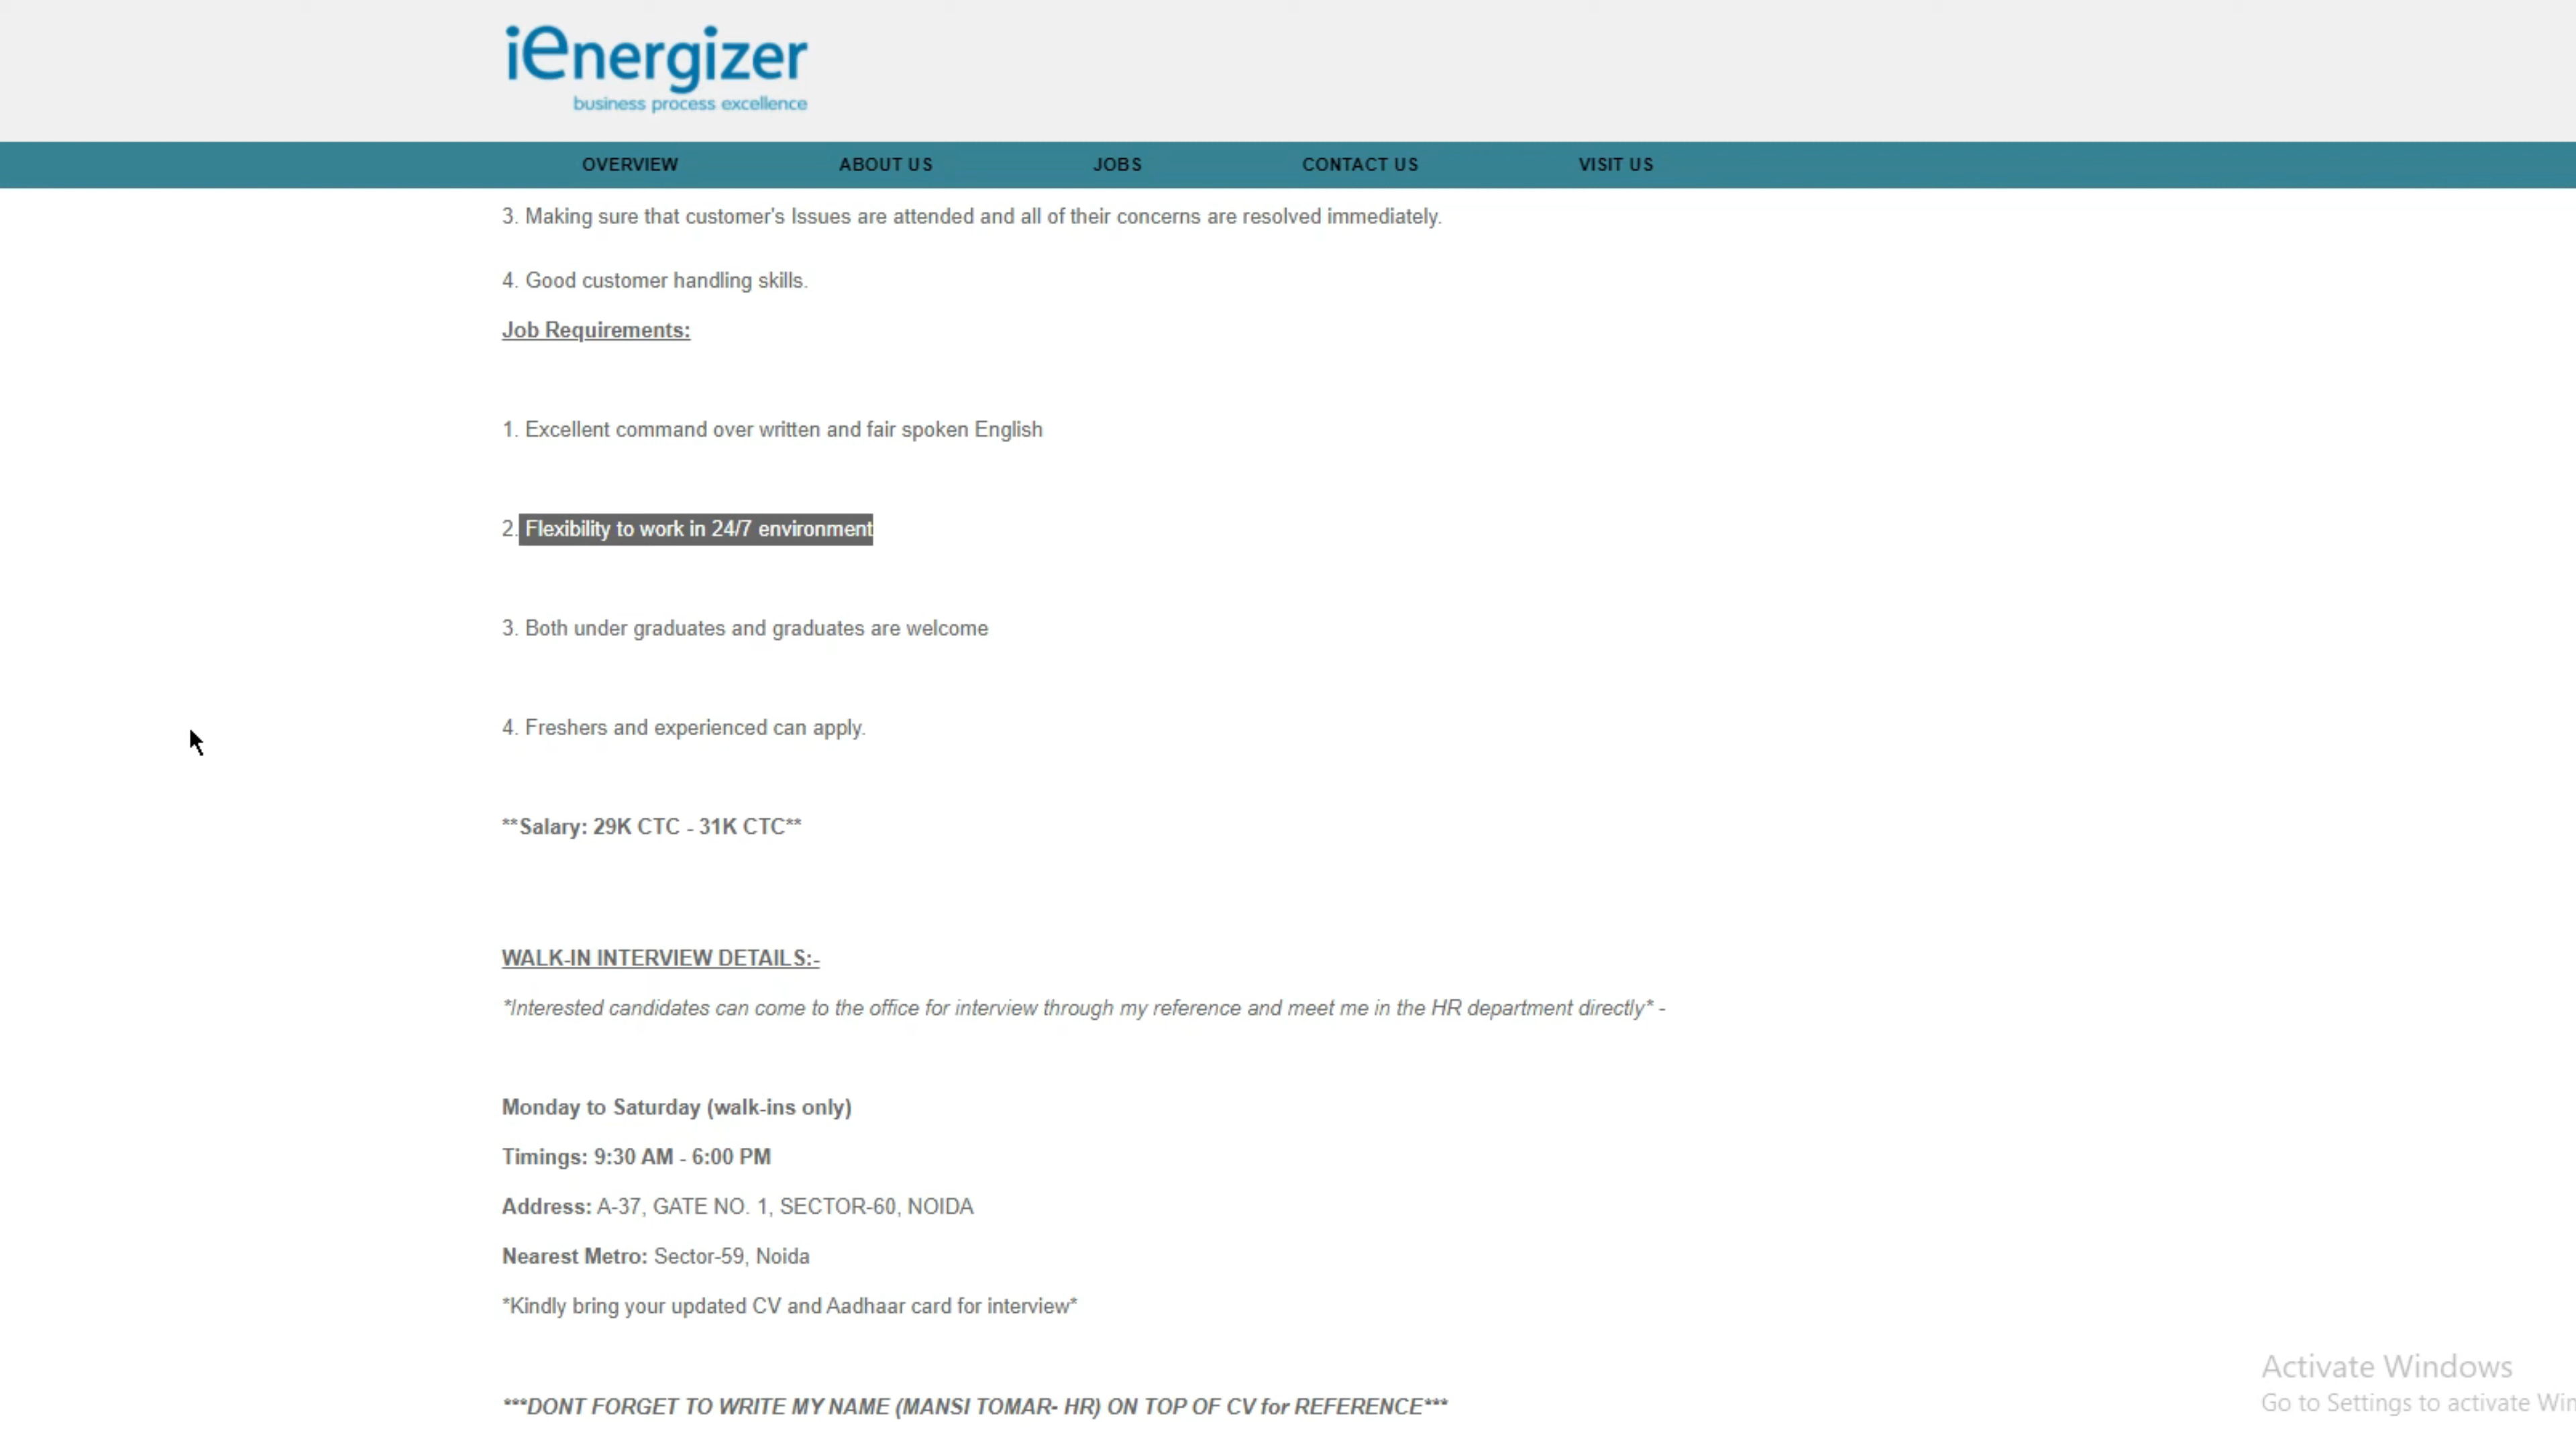 iEnergizer
business process excellence
OVERVIEW ABOUT US JOBS CONTACT US VISIT US
3. Making sure that customer's Issues are attended and all of their concerns are resolved immediately.
4. Good customer handling skills.
Job Requirements:
1. Excellent command over written and fair spoken English
2. Flexibility to work in 24/7 environment
3. Both under graduates and graduates are welcome
4. Freshers and experienced can apply.
**Salary: 29K CTC - 31K CTC**
WALK-IN INTERVIEW DETAILS:-
*Interested candidates can come to the office for interview through my reference and meet me in the HR department directly* -
Monday to Saturday (walk-ins only)
Timings: 9:30 AM - 6:00 PM
Address: A-37, GATE NO. 1, SECTOR-60, NOIDA
Nearest Metro: Sector-59, Noida
*Kindly bring your updated CV and Aadhaar card for interview*
***DONT FORGET TO WRITE MY NAME (MANSI TOMAR- HR) ON TOP OF CV for REFERENCE***
Activate Windows
Go to Settings to activate Win